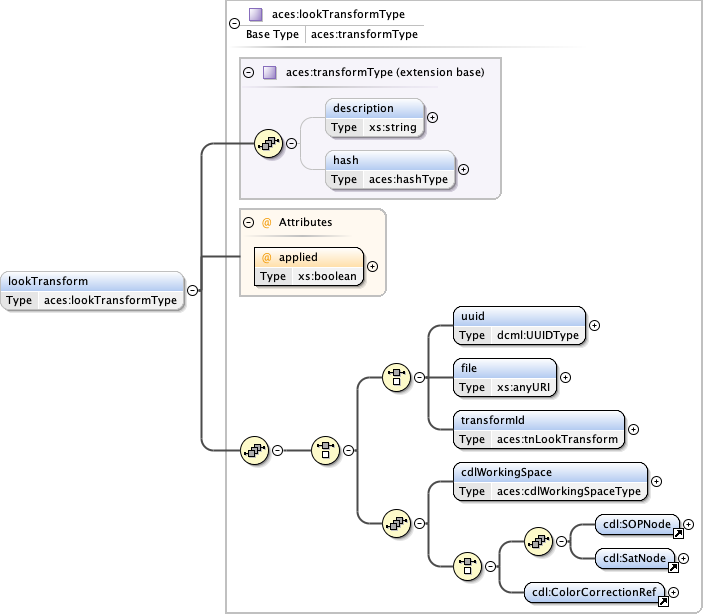 aces:lookTransformType
Base Type aces:transformType
aces:transformType (extension base)
description
Type xs:string
hash
Type aces:hashType
@ Attributes
@ applied
Type xs:boolean
lookTransform
Type aces:lookTransformType
uuid
Type dcml:UUIDType
file
Type xs:anyURI
transformId
Type aces:tnLookTransform
cdlWorkingSpace
Type aces:cdlWorkingSpaceType
cdl:SOPNode
cdl:SatNode
cdl:ColorCorrectionRef